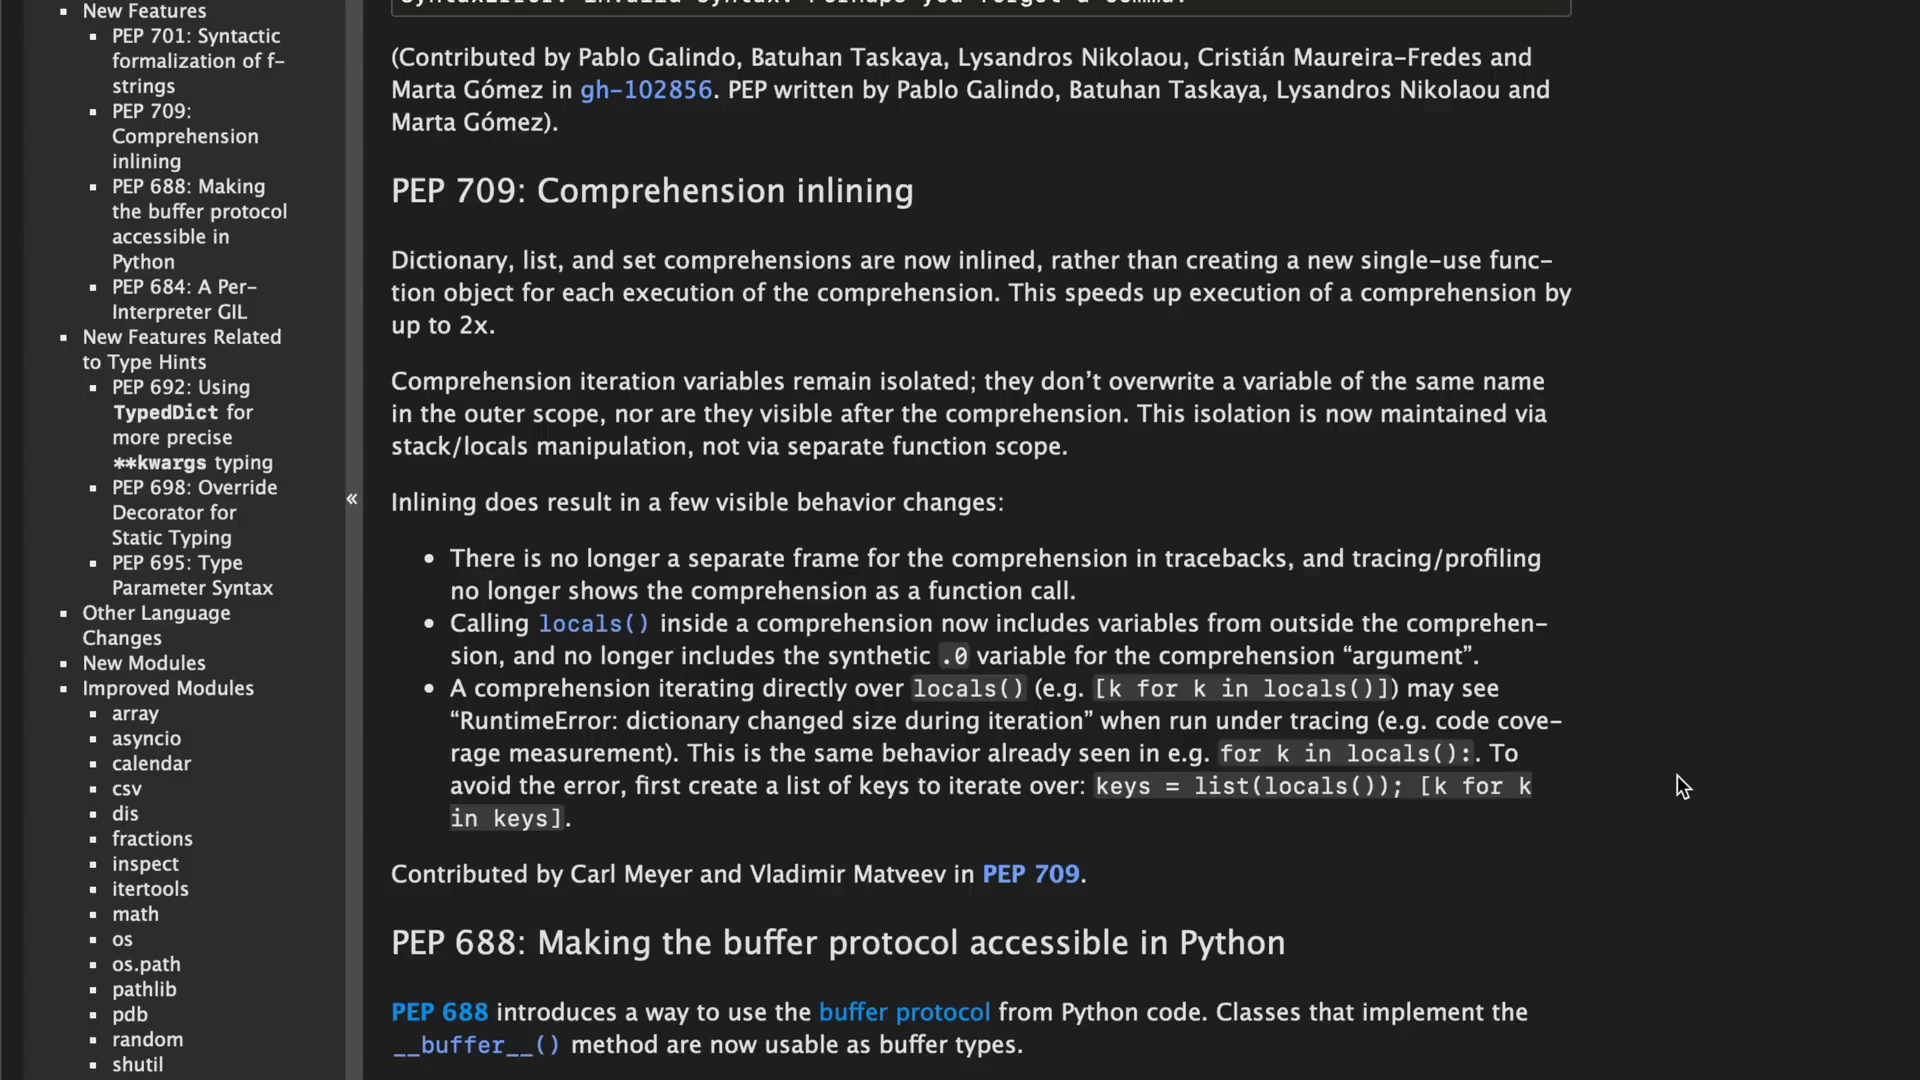 New Features
PEP 701: Syntactic
formalization of f-
strings
PEP 709:
Comprehension
inlining
PEP 688: Making
the buffer protocol
accessible in
Python
PEP 684: A Per-
Interpreter GIL
New Features Related
to Type Hints
PEP 692: Using
TypedDict for
more precise
**kwargs typing
PEP 698: Override
Decorator for
Static Typing
PEP 695: Type
Parameter Syntax
Other Language
Changes
New Modules
Improved Modules
array
asyncio
calendar
csv
dis
fractions
inspect
itertools
math
os
os.path
pathlib
pdb
random
shutil
«
(Contributed by Pablo Galindo, Batuhan Taskaya, Lysandros Nikolaou, Cristián Maureira-Fredes and
Marta Gómez in gh-102856. PEP written by Pablo Galindo, Batuhan Taskaya, Lysandros Nikolaou and
Marta Gómez).
PEP 709: Comprehension inlining
Dictionary, list, and set comprehensions are now inlined, rather than creating a new single-use func-
tion object for each execution of the comprehension. This speeds up execution of a comprehension by
up to 2x.
Comprehension iteration variables remain isolated; they don’t overwrite a variable of the same name
in the outer scope, nor are they visible after the comprehension. This isolation is now maintained via
stack/locals manipulation, not via separate function scope.
Inlining does result in a few visible behavior changes:
• There is no longer a separate frame for the comprehension in tracebacks, and tracing/profiling
no longer shows the comprehension as a function call.
• Calling locals() inside a comprehension now includes variables from outside the comprehen-
sion, and no longer includes the synthetic .0 variable for the comprehension “argument”.
• A comprehension iterating directly over locals() (e.g. [k for k in locals()]) may see
“RuntimeError: dictionary changed size during iteration” when run under tracing (e.g. code cove-
rage measurement). This is the same behavior already seen in e.g. for k in locals():. To
avoid the error, first create a list of keys to iterate over: keys = list(locals()); [k for k
in keys].
Contributed by Carl Meyer and Vladimir Matveev in PEP 709.
PEP 688: Making the buffer protocol accessible in Python
PEP 688 introduces a way to use the buffer protocol from Python code. Classes that implement the
__buffer__() method are now usable as buffer types.